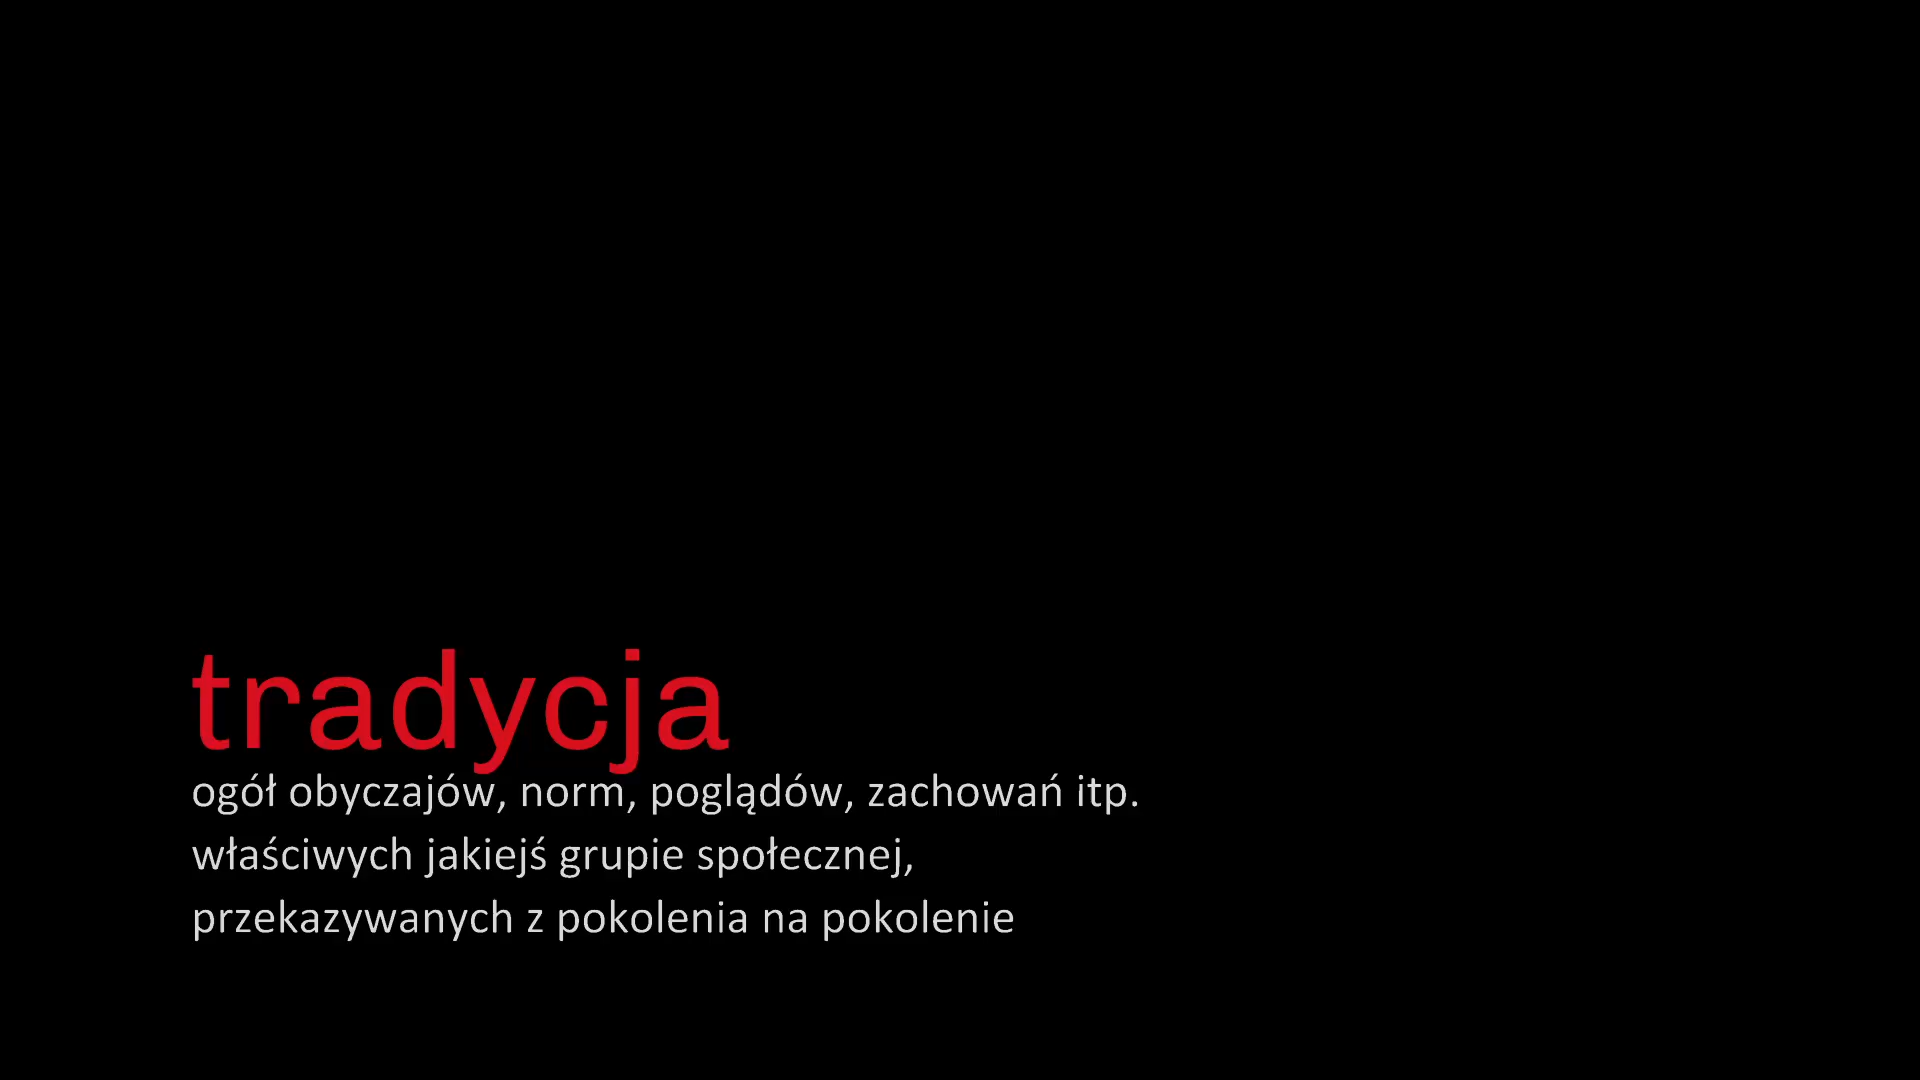 tradycja
ogół obyczajów, norm, poglądów, zachowań itp.
właściwych jakiejś grupie społecznej,
przekazywanych z pokolenia na pokolenie